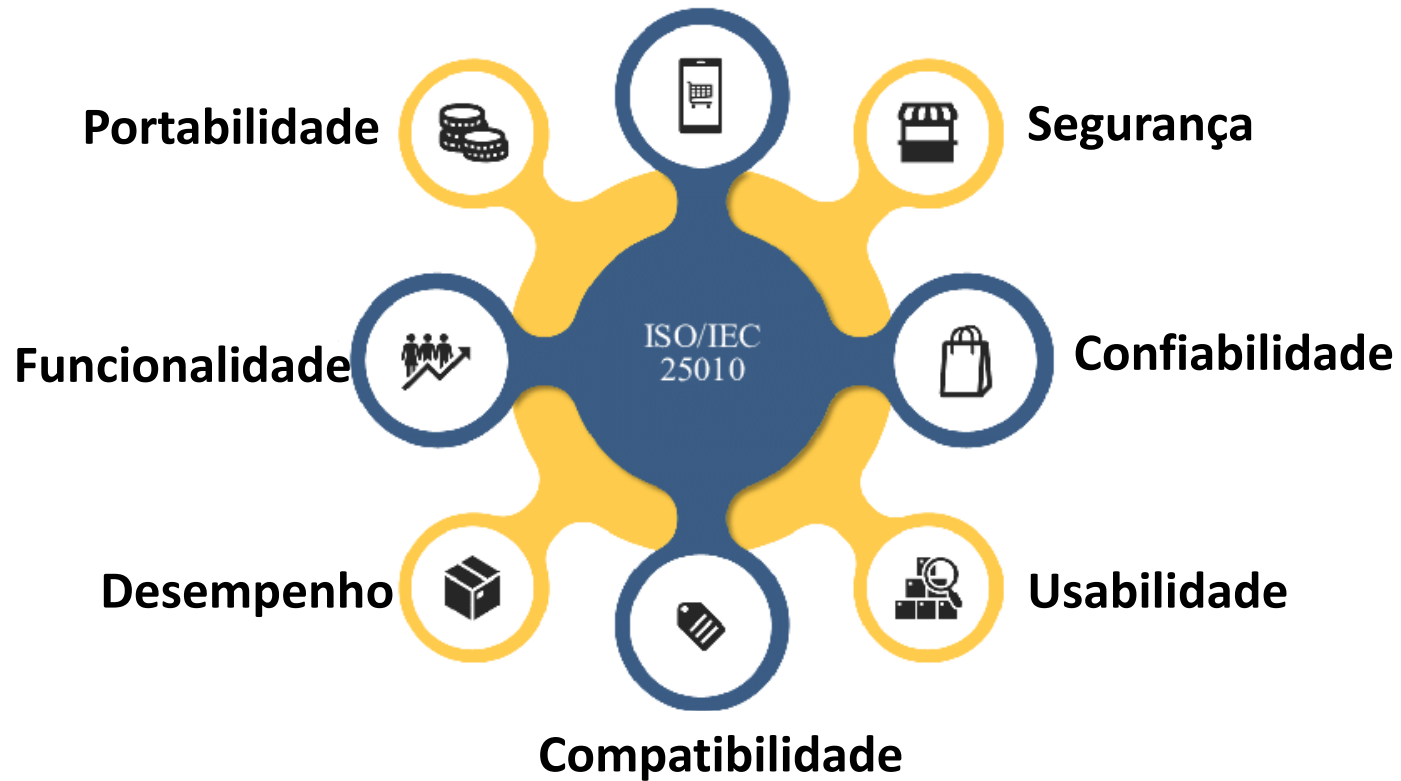 Portabilidade
Segurança
ISO/IEC
25010
Funcionalidade
Confiabilidade
Desempenho
Usabilidade
Compatibilidade